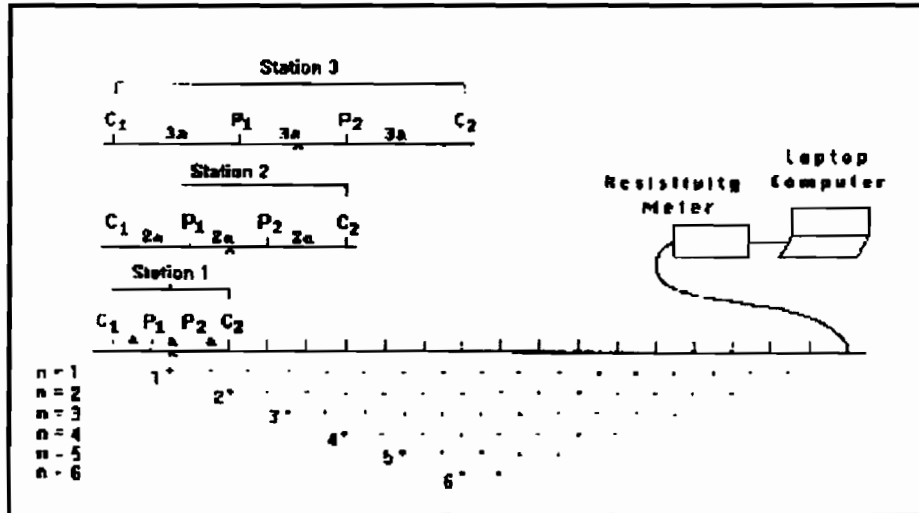 Station 3
C1 P1 P2 C2
3a 3a 3a
Station 2
Laptop
Computer
Resistivity
Meter
C1 P1 P2 C2
2a 2a 2a
Station 1
C1 P1 P2 C2
a a a
n - 1 1
n = 2 2
n = 3 3
n = 4 4
n - 5 5
n - 6 6